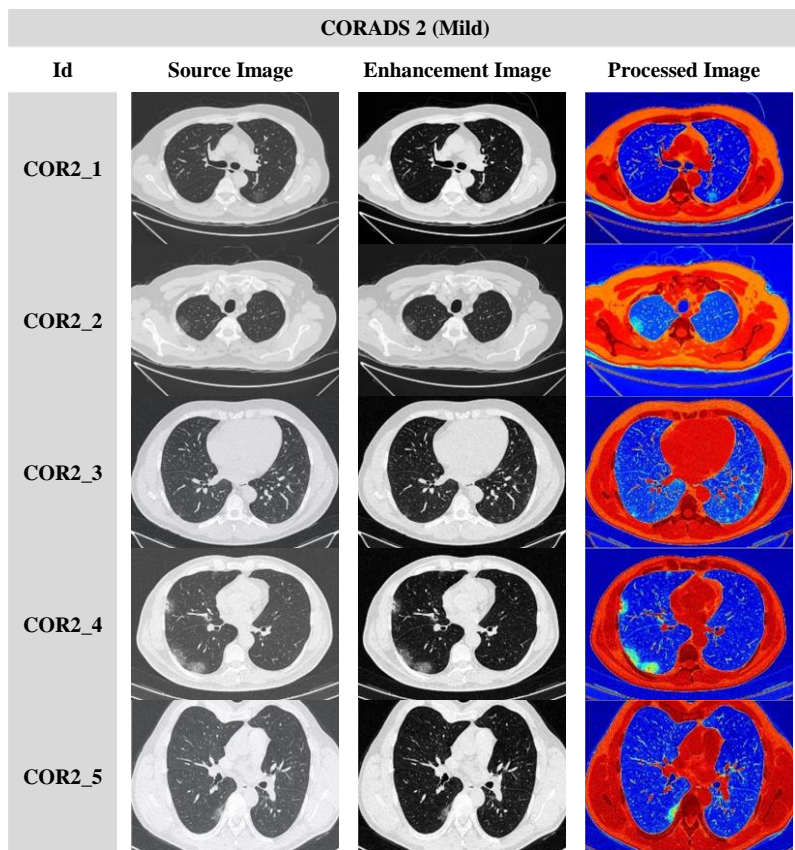 CORADS 2 (Mild)
Id Source Image Enhancement Image Processed Image
COR2_1
COR2_2
COR2_3
COR2_4
COR2_5